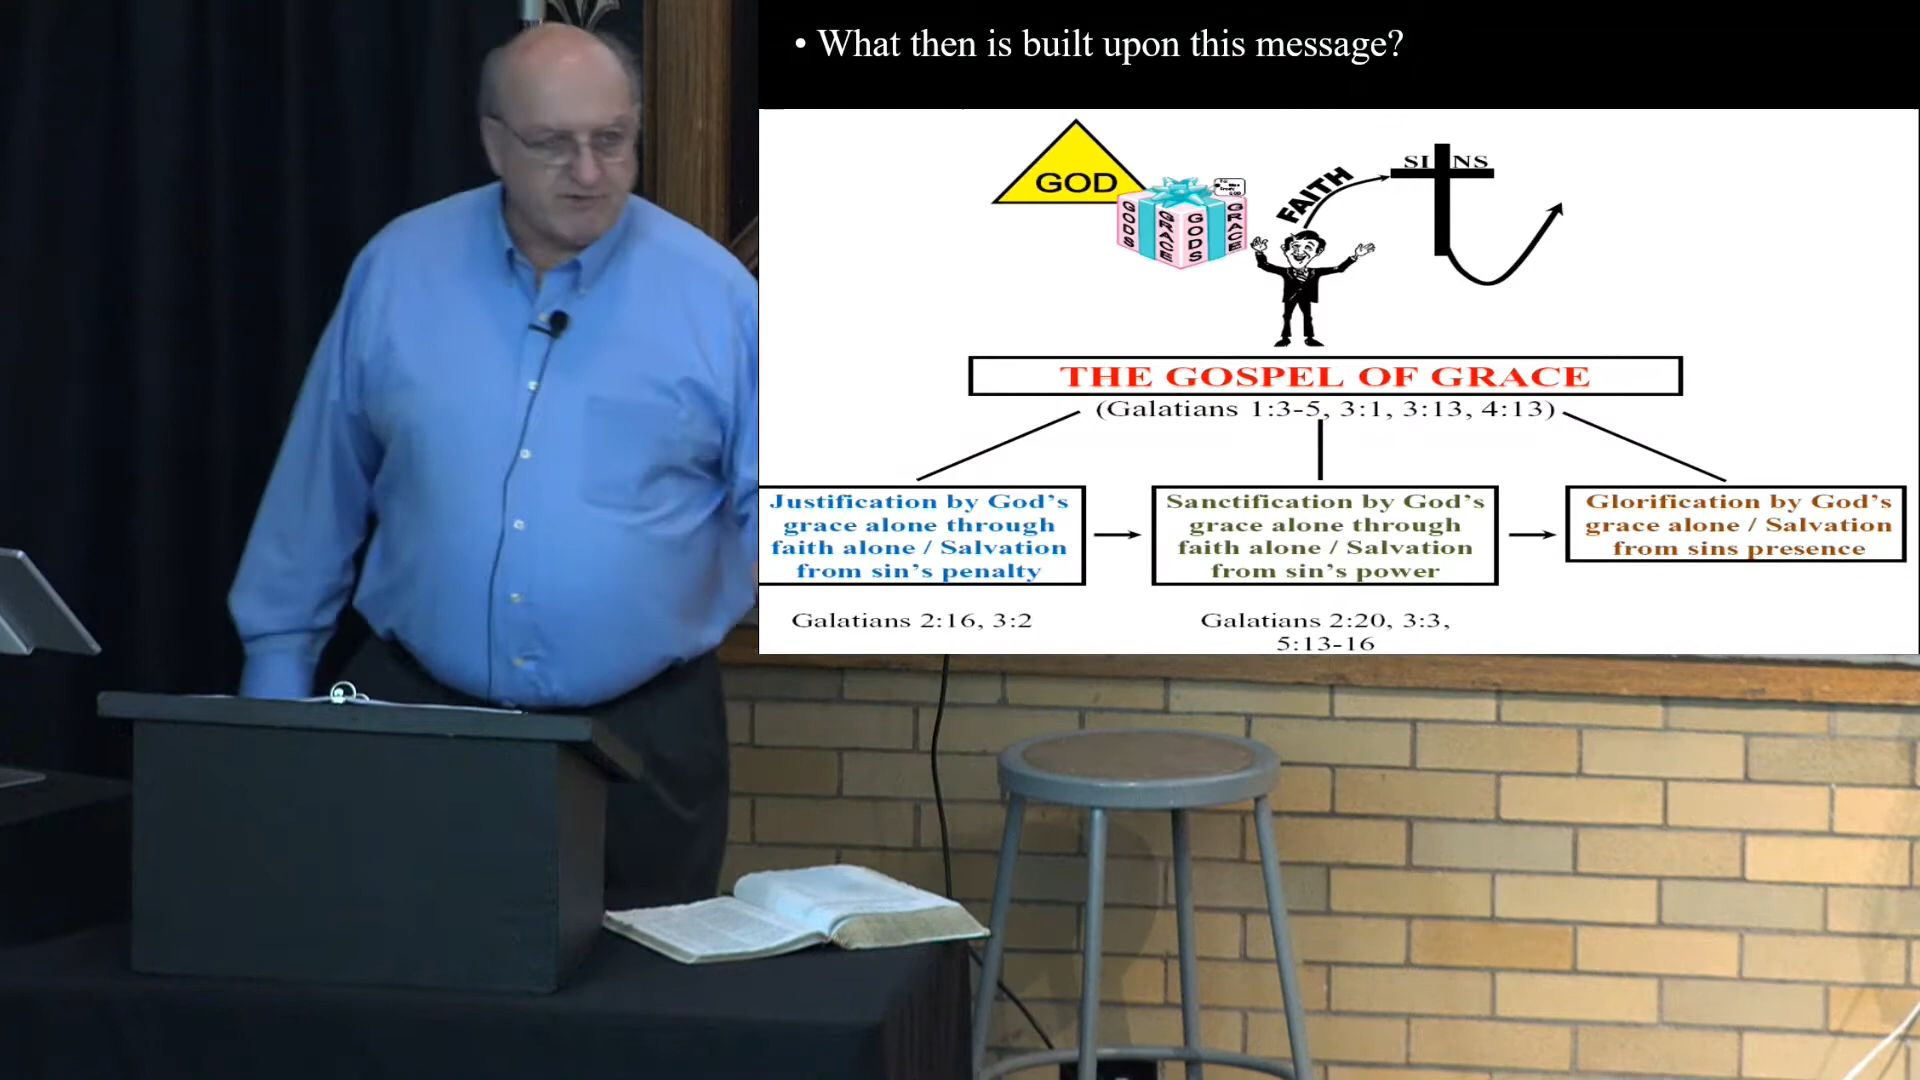 • What then is built upon this message?
GOD
GODS
GRACE
GODS
GRACE
FAITH
SINS
THE GOSPEL OF GRACE
(Galatians 1:3-5, 3:1, 3:13, 4:13)
Justification by God's
grace alone through
faith alone / Salvation
from sin's penalty
Sanctification by God's
grace alone through
faith alone / Salvation
from sin's power
Glorification by God's
grace alone / Salvation
from sins presence
Galatians 2:16, 3:2
Galatians 2:20, 3:3,
5:13-16